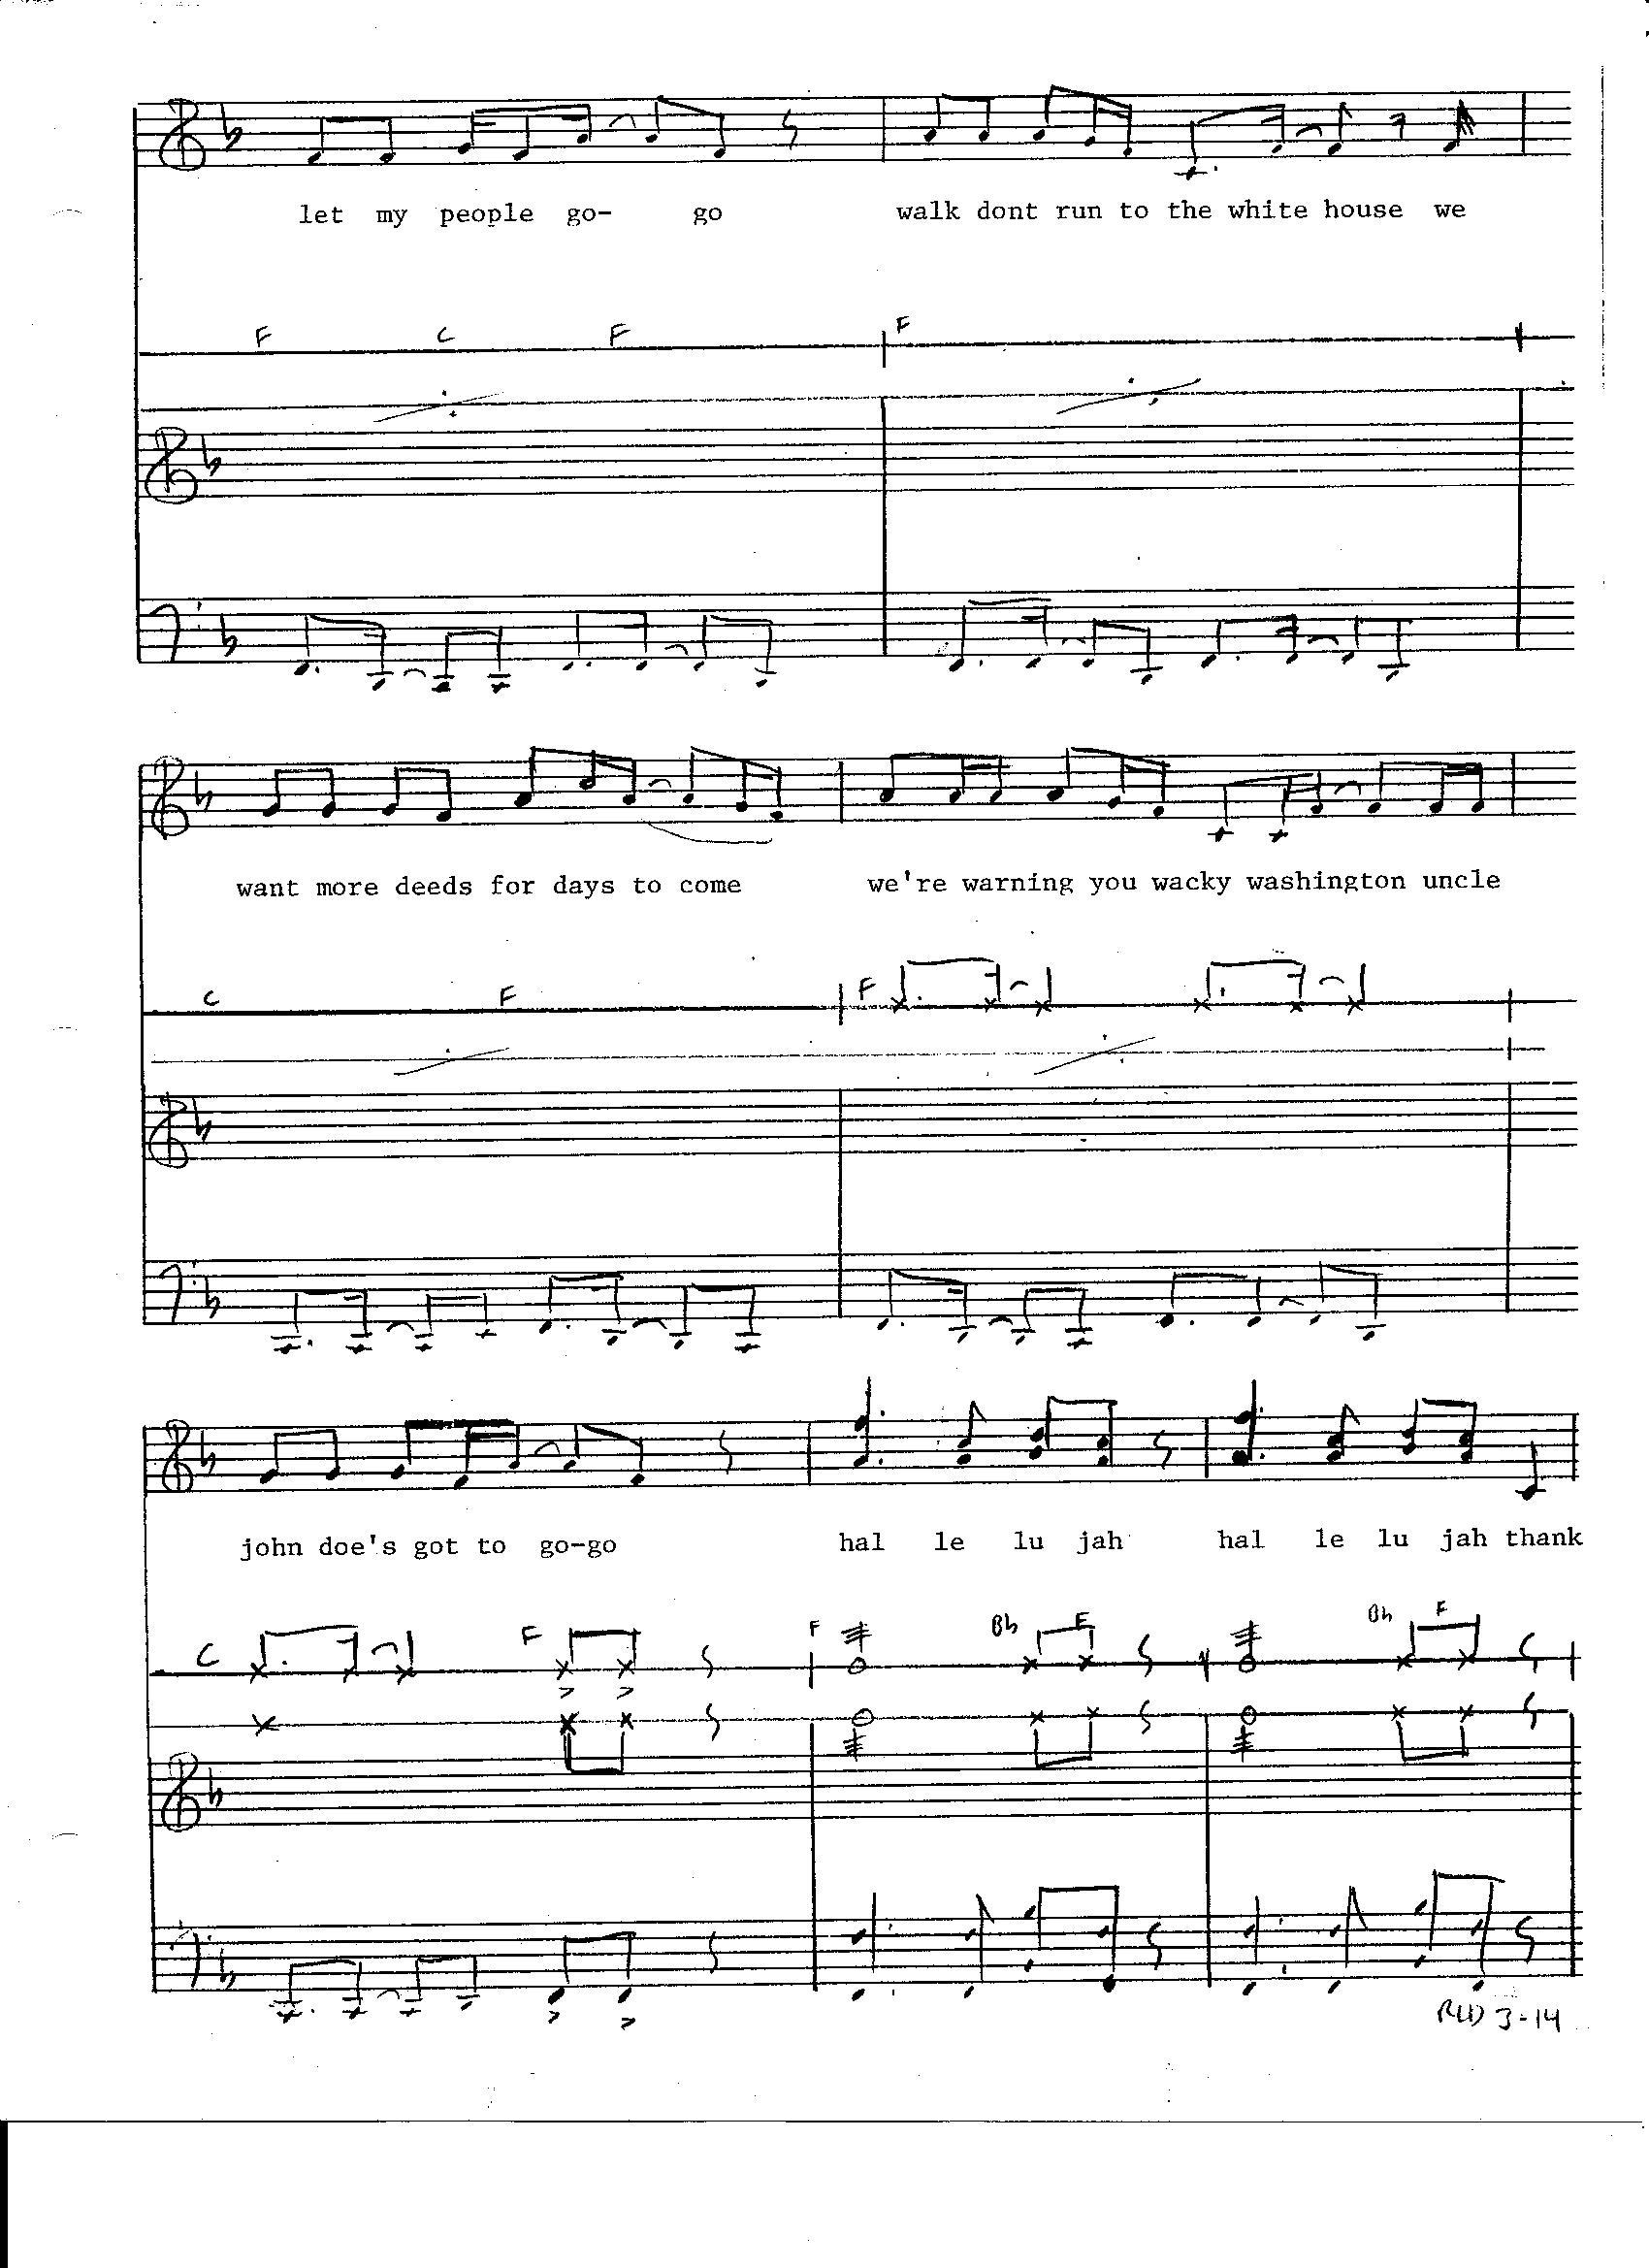 let my people go- go walk dont run to the white house we
F C F F
want more deeds for days to come we're warning you wacky washington uncle
C F F
john doe's got to go-go hal le lu jah hal le lu jah thank
C F F Bb F Bb F
3-14